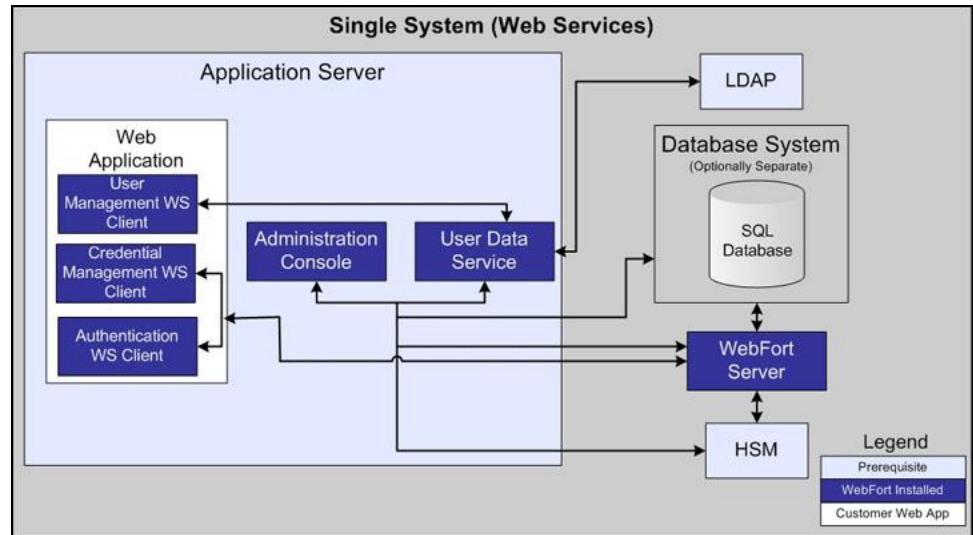 Single System (Web Services)
Application Server
Web
Application
User
Management WS
Client
Credential
Management WS
Client
Authentication
WS Client
Administration
Console
User Data
Service
LDAP
Database System
(Optionally Separate)
SQL
Database
WebFort
Server
HSM
Legend
Prerequisite
WebFort Installed
Customer Web App